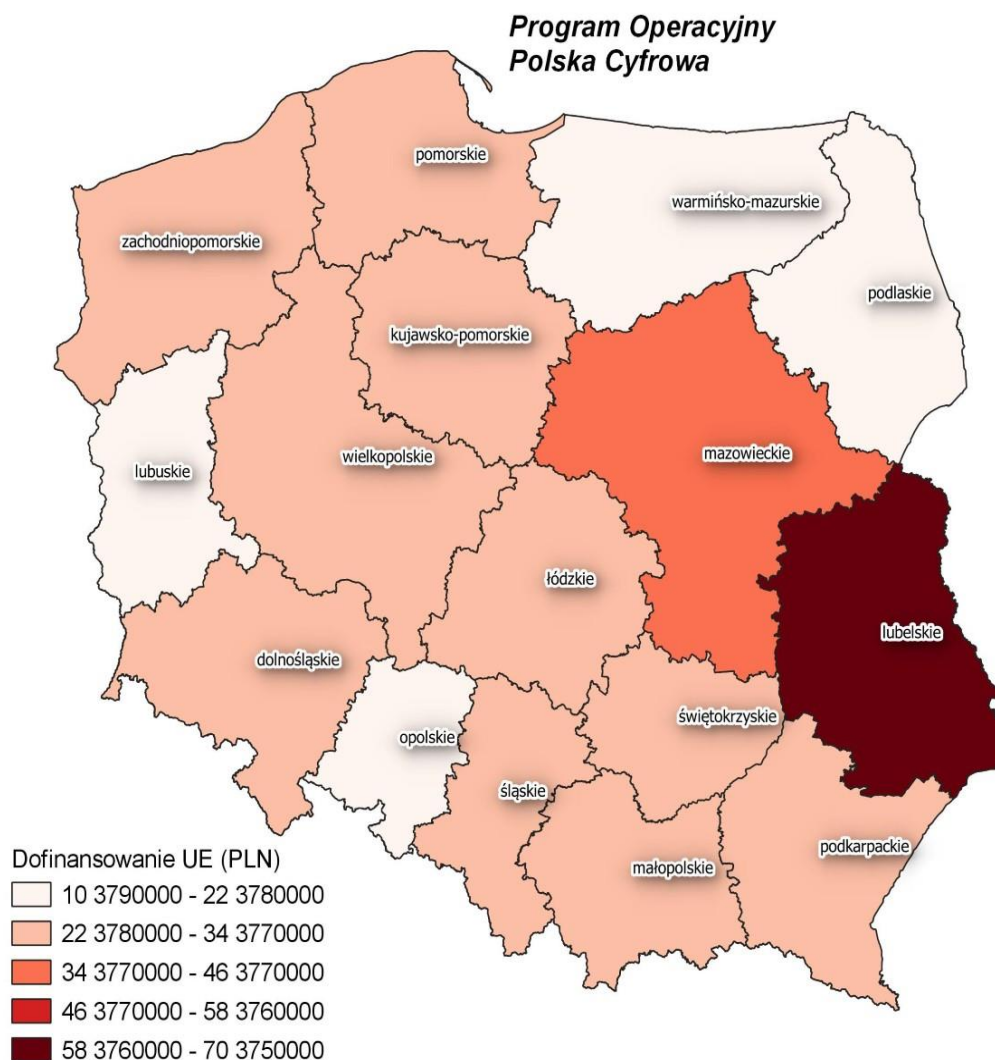 Program Operacyjny
Polska Cyfrowa
pomorskie
warmińsko-mazurskie
zachodniopomorskie
podlaskie
kujawsko-pomorskie
mazowieckie
wielkopolskie
lubuskie
łódzkie
lubelskie
dolnośląskie
świętokrzyskie
opolskie
śląskie
podkarpackie
małopolskie
Dofinansowanie UE (PLN)
10 3790000 - 22 3780000
22 3780000 - 34 3770000
34 3770000 - 46 3770000
46 3770000 - 58 3760000
58 3760000 - 70 3750000